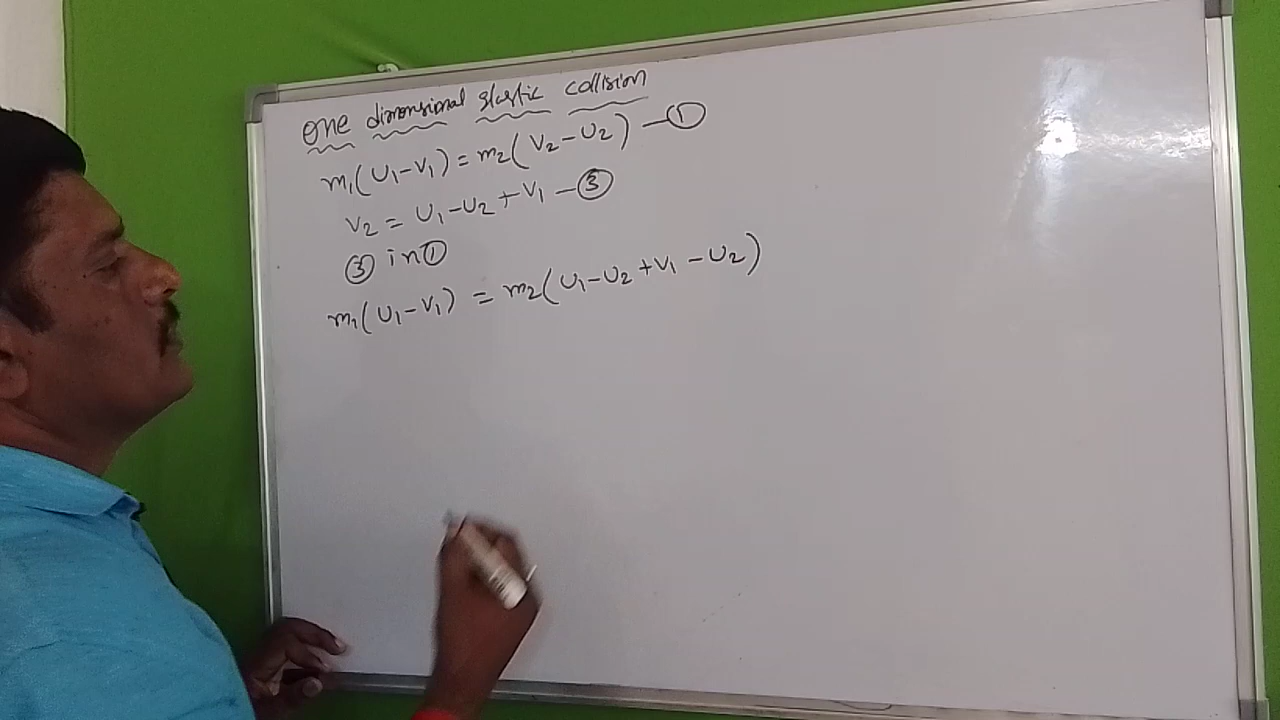 One dimensional elastic collision
m₁(U₁-V₁) = m₂(V₂-U₂) — ①
V₂ = U₁-U₂+V₁ — ③
③ in ①
m₁(U₁-V₁) = m₂(U₁-U₂+V₁-U₂)